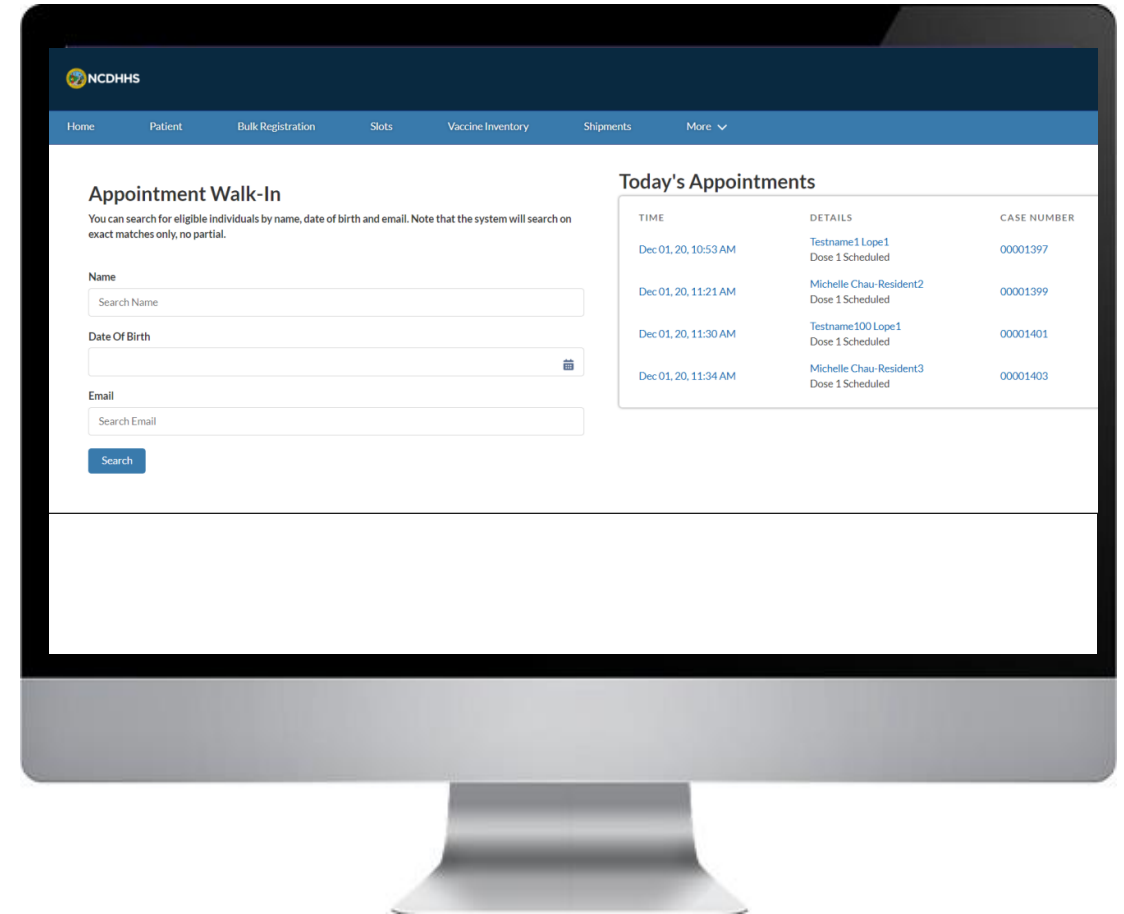 NCDHHS
Home Patient Bulk Registration Slots Vaccine Inventory Shipments More
Appointment Walk-In
You can search for eligible individuals by name, date of birth and email. Note that the system will search on
exact matches only, no partial.
Name
Search Name
Date Of Birth
Email
Search Email
Search
Today's Appointments
TIME DETAILS CASE NUMBER
Dec 01, 20, 10:53 AM Testname1 Lope1 00001397
Dose 1 Scheduled
Dec 01, 20, 11:21 AM Michelle Chau-Resident2 00001399
Dose 1 Scheduled
Dec 01, 20, 11:30 AM Testname100 Lope1 00001401
Dose 1 Scheduled
Dec 01, 20, 11:34 AM Michelle Chau-Resident3 00001403
Dose 1 Scheduled